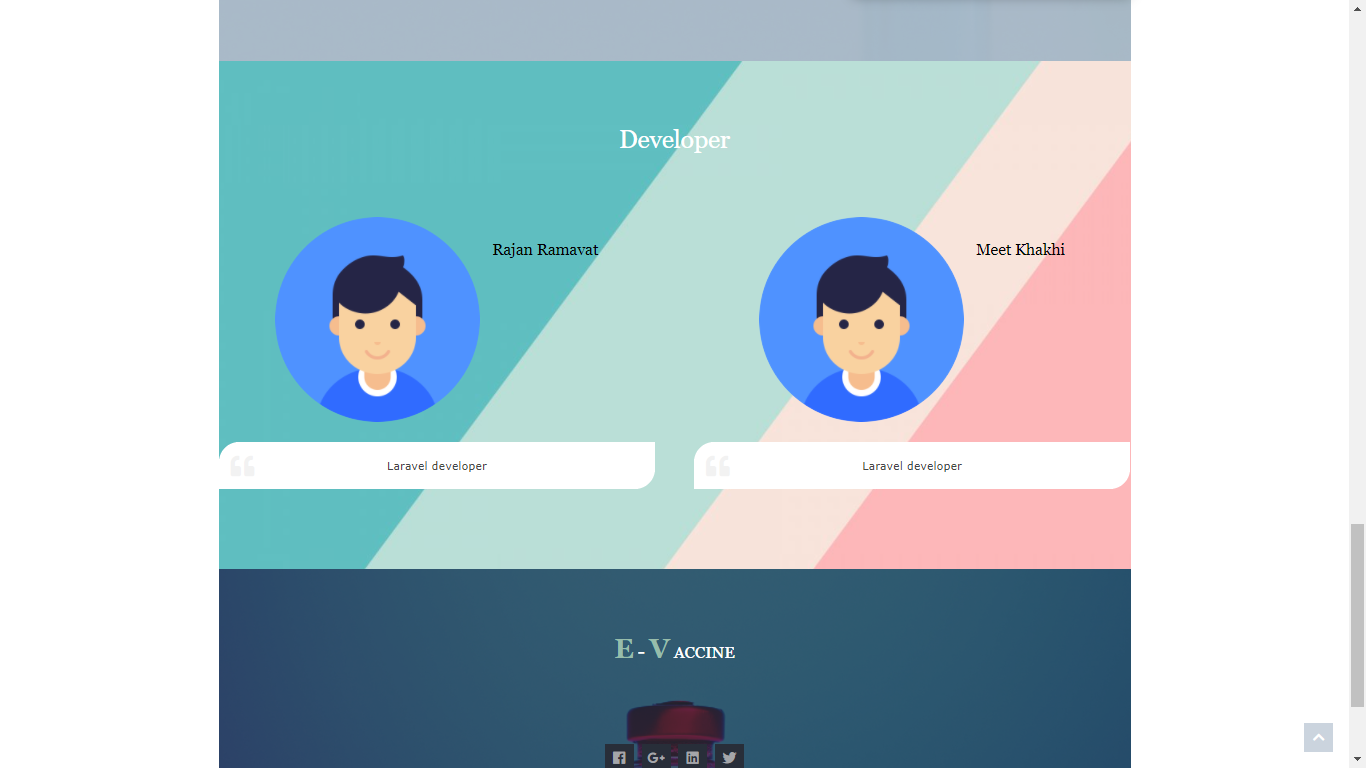 Developer
Rajan Ramavat
Meet Khakhi
Laravel developer
Laravel developer
E - V ACCINE